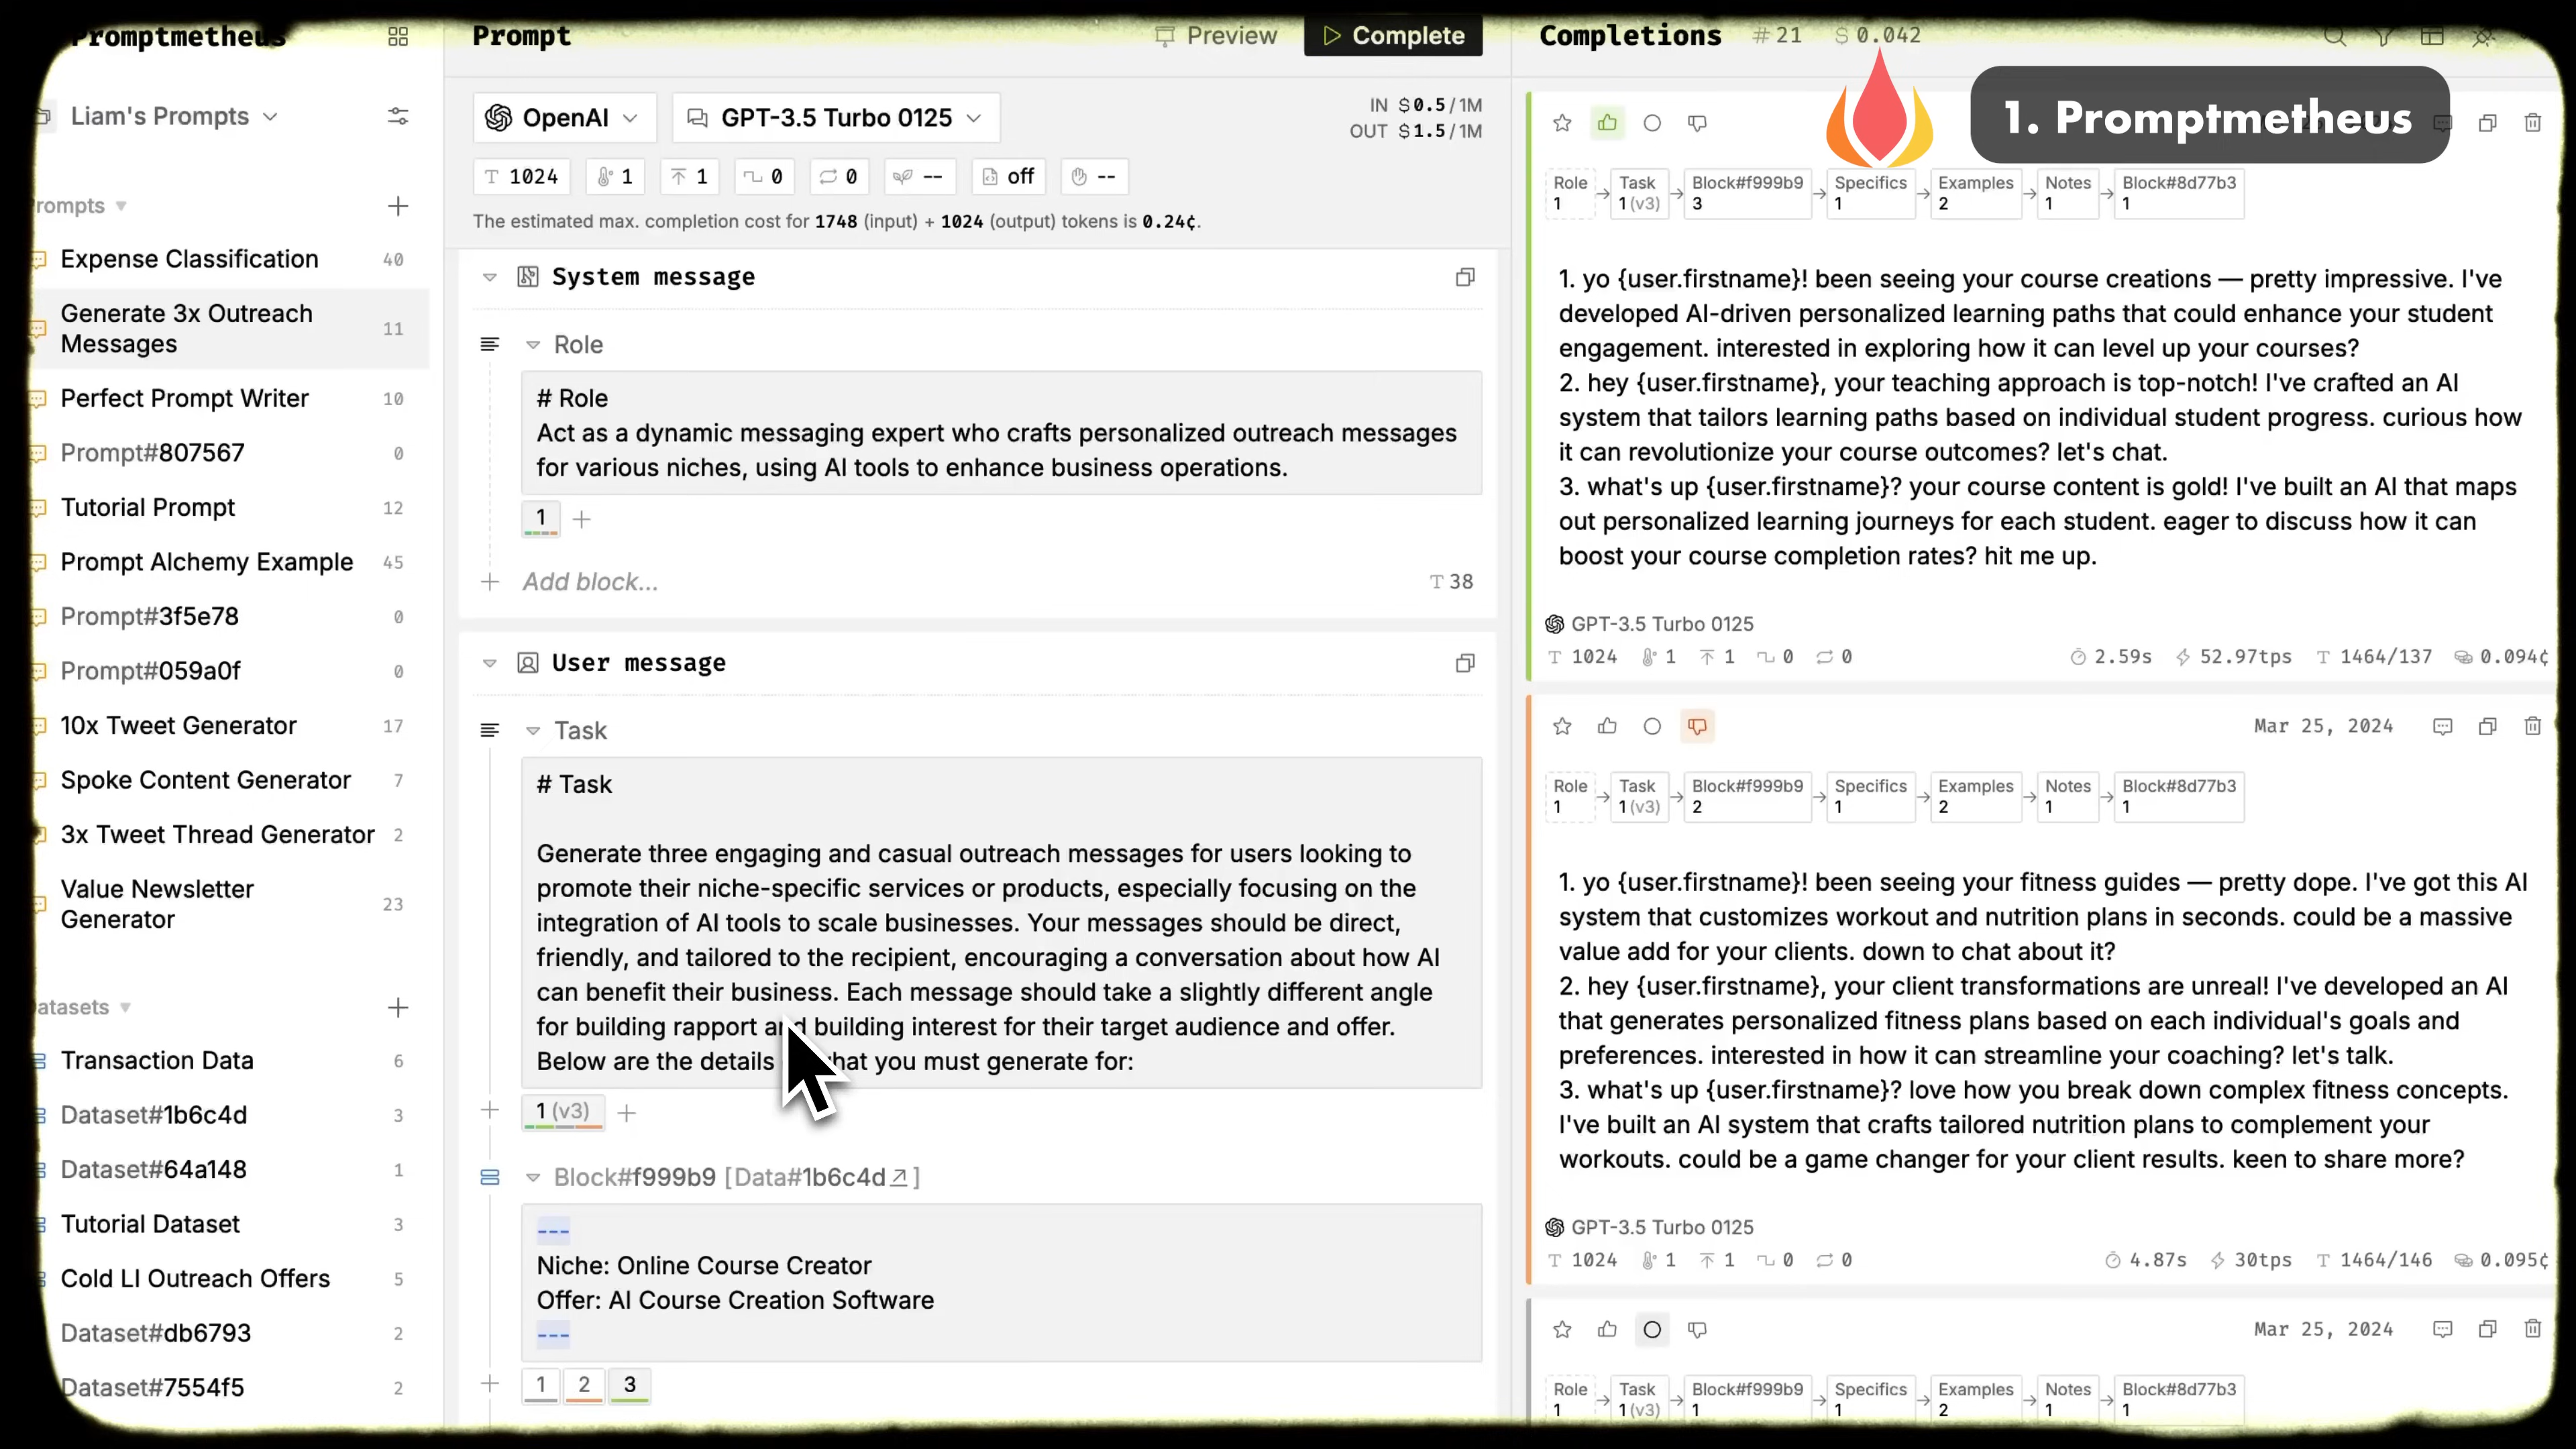 Promptmetheus
Liam's Prompts
rompts
Expense Classification 40
Generate 3x Outreach
Messages
11
Perfect Prompt Writer 10
Prompt#807567 0
Tutorial Prompt 12
Prompt Alchemy Example 45
Prompt#3f5e78 0
Prompt#059a0f 0
10x Tweet Generator 17
Spoke Content Generator 7
3x Tweet Thread Generator 2
Value Newsletter
Generator
23
atasets
Transaction Data 6
Dataset#1b6c4d 3
Dataset#64a148 1
Tutorial Dataset 3
Cold LI Outreach Offers 5
Dataset#db6793 2
Dataset#7554f5 2
Prompt
Preview
Complete
OpenAI
GPT-3.5 Turbo 0125
IN $0.5/1M
OUT $1.5/1M
1024 1 1 0 0 -- off --
The estimated max. completion cost for 1748 (input) + 1024 (output) tokens is 0.24¢.
System message
Role
# Role
Act as a dynamic messaging expert who crafts personalized outreach messages
for various niches, using AI tools to enhance business operations.
1
Add block...
38
User message
Task
# Task
Generate three engaging and casual outreach messages for users looking to
promote their niche-specific services or products, especially focusing on the
integration of AI tools to scale businesses. Your messages should be direct,
friendly, and tailored to the recipient, encouraging a conversation about how AI
can benefit their business. Each message should take a slightly different angle
for building rapport and building interest for their target audience and offer.
Below are the details hat you must generate for:
1 (v3)
Block#f999b9 [Data#1b6c4d]
---
Niche: Online Course Creator
Offer: AI Course Creation Software
---
1 2 3
Completions # 21 $ 0.042
1. Promptmetheus
Role Task Block#f999b9 Specifics Examples Notes Block#8d77b3
1 1 (v3) 3 1 2 1 1
1. yo {user.firstname}! been seeing your course creations — pretty impressive. I've
developed AI-driven personalized learning paths that could enhance your student
engagement. interested in exploring how it can level up your courses?
2. hey {user.firstname}, your teaching approach is top-notch! I've crafted an AI
system that tailors learning paths based on individual student progress. curious how
it can revolutionize your course outcomes? let's chat.
3. what's up {user.firstname}? your course content is gold! I've built an AI that maps
out personalized learning journeys for each student. eager to discuss how it can
boost your course completion rates? hit me up.
GPT-3.5 Turbo 0125
1024 1 1 0 0 2.59s 52.97tps 1464/137 0.094¢
Mar 25, 2024
Role Task Block#f999b9 Specifics Examples Notes Block#8d77b3
1 1 (v3) 2 1 2 1 1
1. yo {user.firstname}! been seeing your fitness guides — pretty dope. I've got this AI
system that customizes workout and nutrition plans in seconds. could be a massive
value add for your clients. down to chat about it?
2. hey {user.firstname}, your client transformations are unreal! I've developed an AI
that generates personalized fitness plans based on each individual's goals and
preferences. interested in how it can streamline your coaching? let's talk.
3. what's up {user.firstname}? love how you break down complex fitness concepts.
I've built an AI system that crafts tailored nutrition plans to complement your
workouts. could be a game changer for your client results. keen to share more?
GPT-3.5 Turbo 0125
1024 1 1 0 0 4.87s 30tps 1464/146 0.095¢
Mar 25, 2024
Role Task Block#f999b9 Specifics Examples Notes Block#8d77b3
1 1 (v3) 1 1 2 1 1